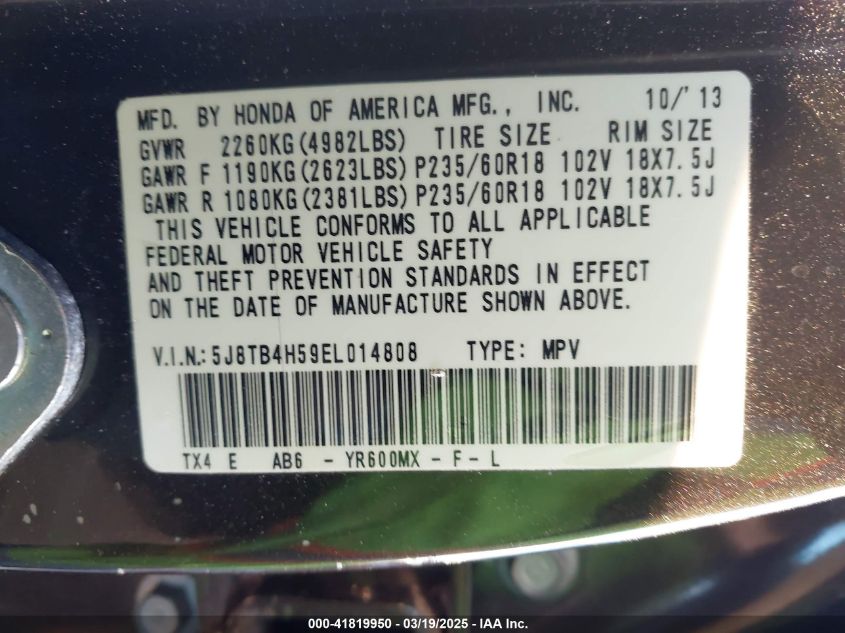 MFD. BY HONDA OF AMERICA MFG., INC. 10/'13
GVWR 2260KG(4982LBS) TIRE SIZE RIM SIZE
GAWR F 1190KG(2623LBS)P235/60R18 102V 18X7.5J
GAWR R 1080KG(2381LBS)P235/60R18 102V 18X7.5J
THIS VEHICLE CONFORMS TO ALL APPLICABLE
FEDERAL MOTOR VEHICLE SAFETY
AND THEFT PREVENTION STANDARDS IN EFFECT
ON THE DATE OF MANUFACTURE SHOWN ABOVE.
V.I.N.:5J8TB4H59EL014808 TYPE: MPV
TX4 E AB6 - YR600MX - F - L
000-41819950 - 03/19/2025 - IAA Inc.